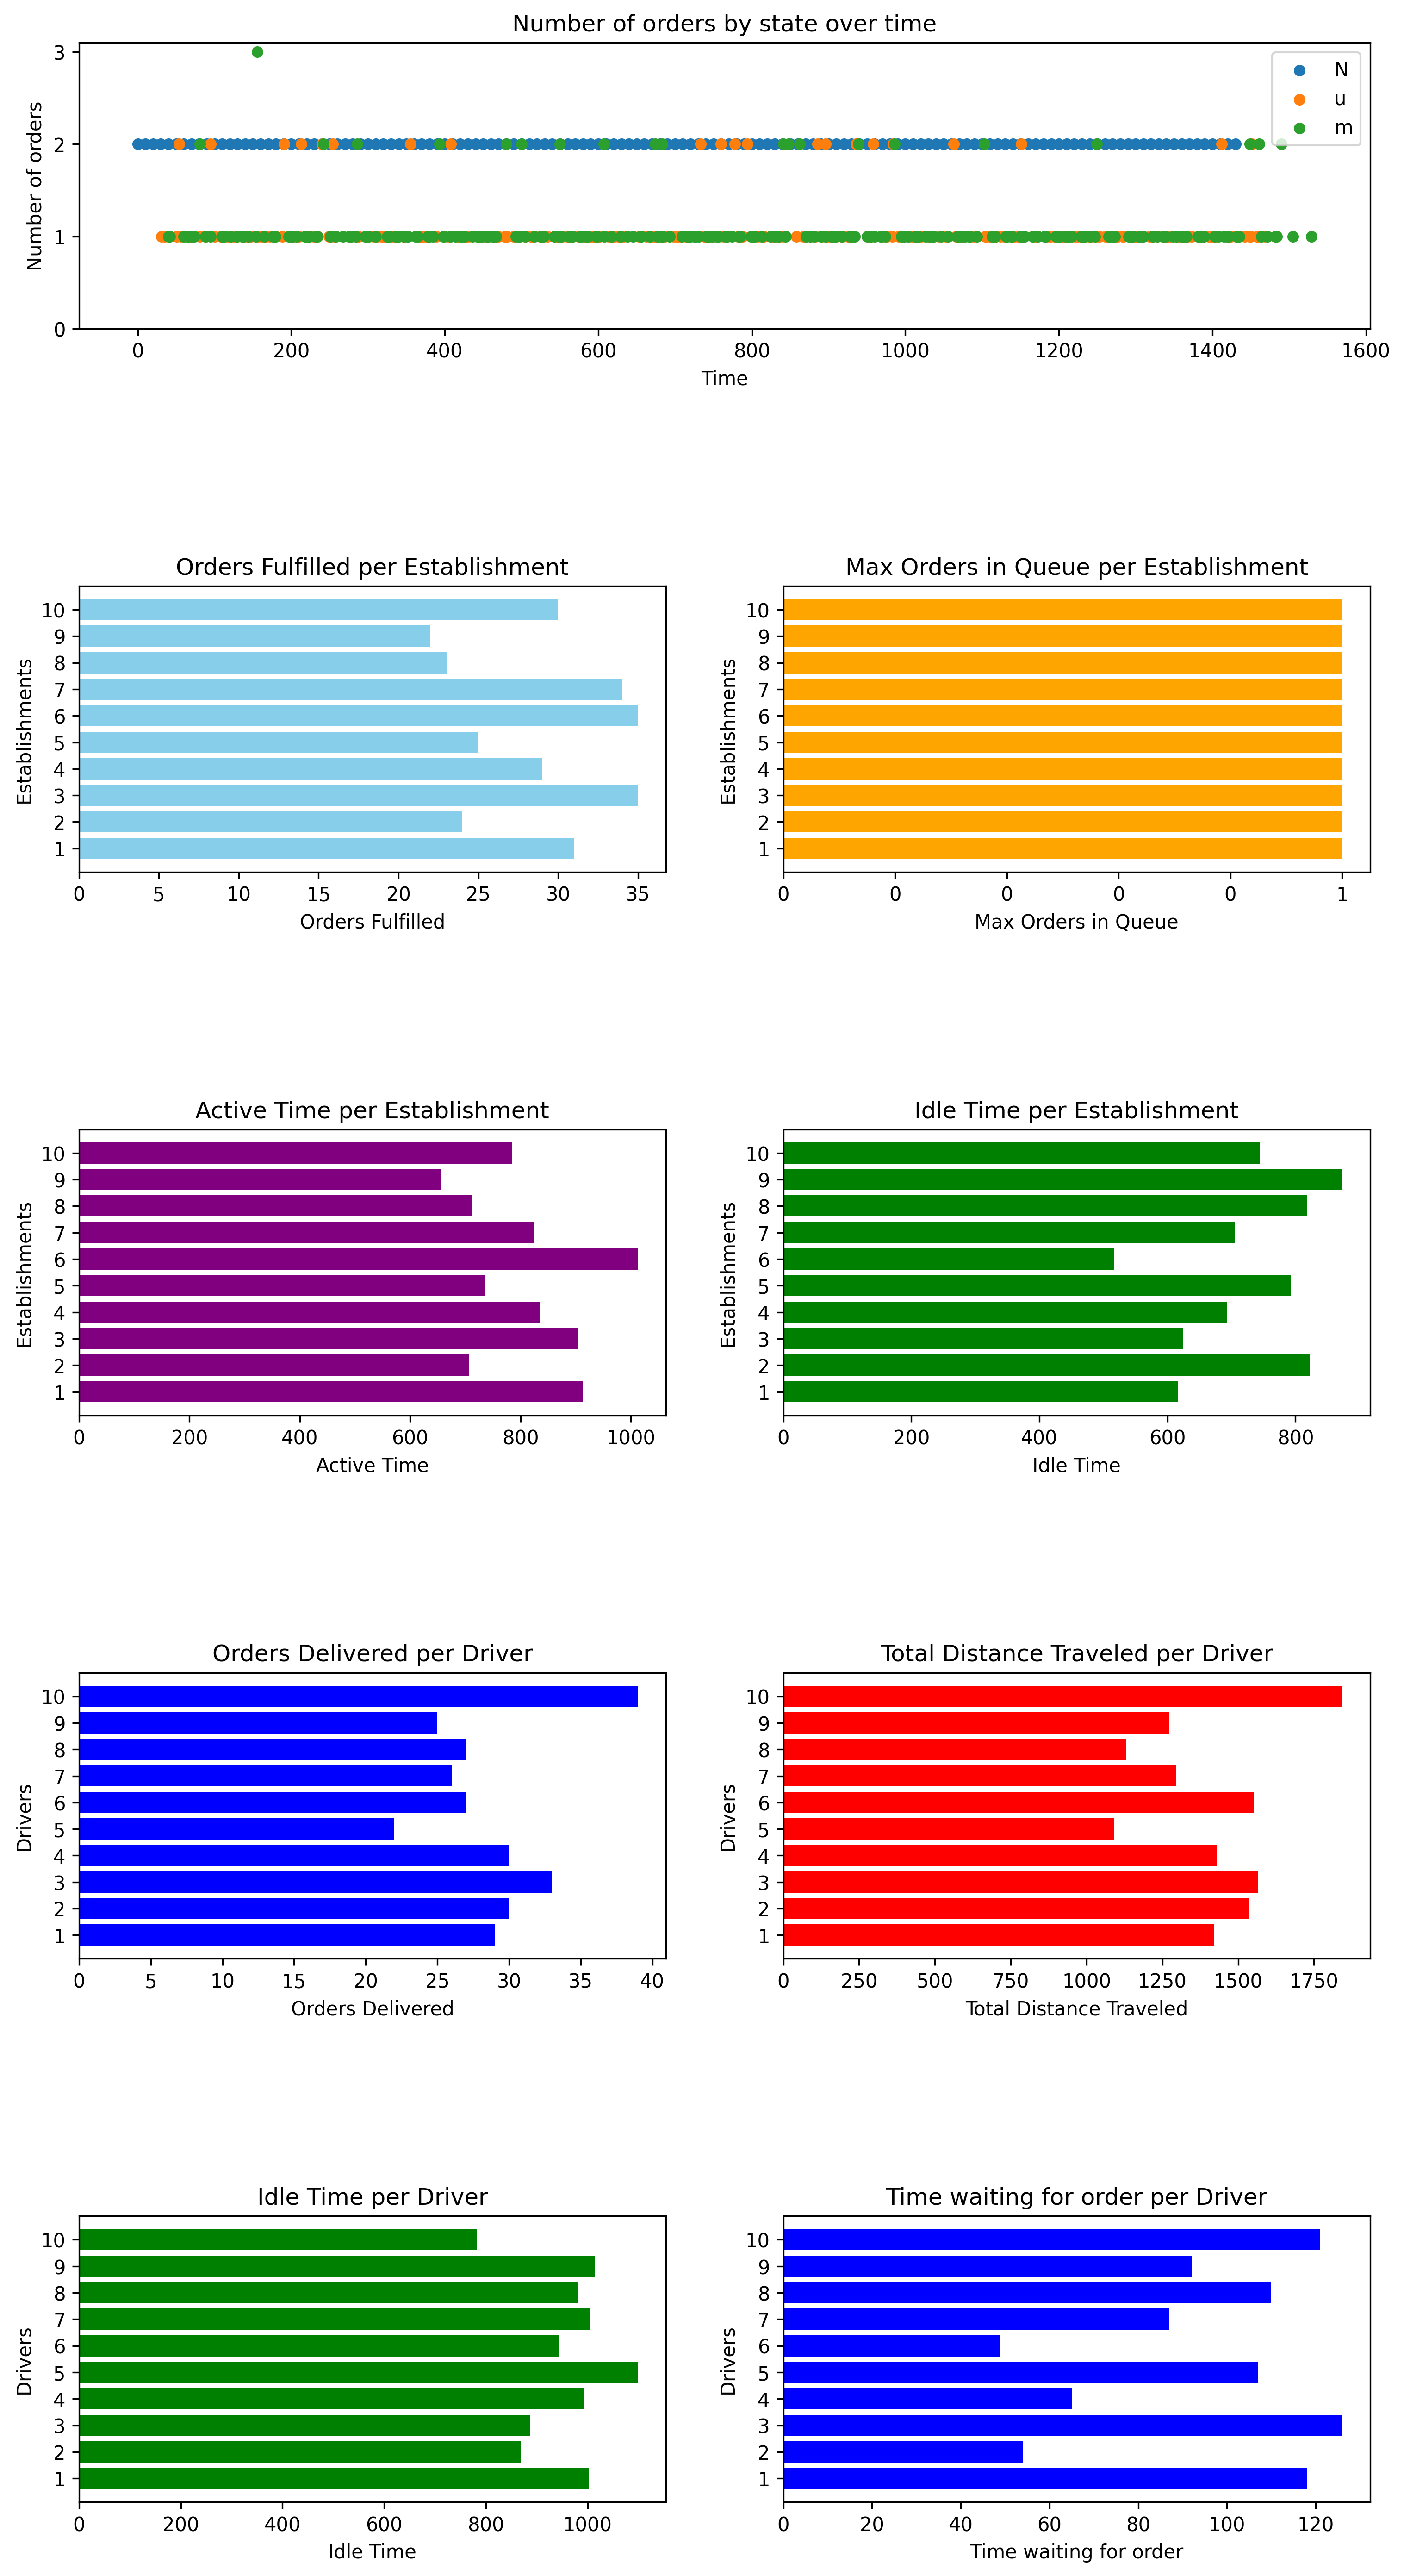 Number of orders by state over time
3
2
1
0
Number of orders
N
u
m
0 200 400 600 800 1000 1200 1400 1600
Time
Orders Fulfilled per Establishment
10
9
8
7
6
5
4
3
2
1
Establishments
0 5 10 15 20 25 30 35
Orders Fulfilled
Max Orders in Queue per Establishment
10
9
8
7
6
5
4
3
2
1
Establishments
0 0 0 0 0 1
Max Orders in Queue
Active Time per Establishment
10
9
8
7
6
5
4
3
2
1
Establishments
0 200 400 600 800 1000
Active Time
Idle Time per Establishment
10
9
8
7
6
5
4
3
2
1
Establishments
0 200 400 600 800
Idle Time
Orders Delivered per Driver
10
9
8
7
6
5
4
3
2
1
Drivers
0 5 10 15 20 25 30 35 40
Orders Delivered
Total Distance Traveled per Driver
10
9
8
7
6
5
4
3
2
1
Drivers
0 250 500 750 1000 1250 1500 1750
Total Distance Traveled
Idle Time per Driver
10
9
8
7
6
5
4
3
2
1
Drivers
0 200 400 600 800 1000
Idle Time
Time waiting for order per Driver
10
9
8
7
6
5
4
3
2
1
Drivers
0 20 40 60 80 100 120
Time waiting for order